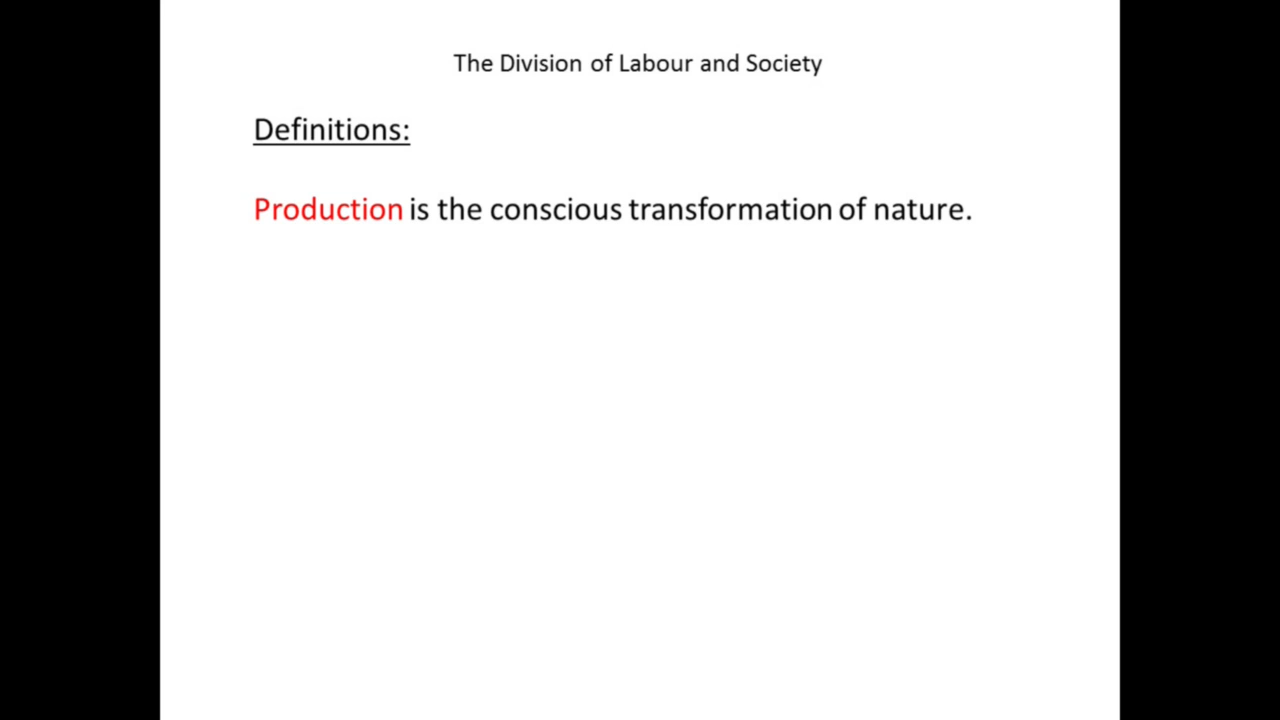 The Division of Labour and Society
Definitions:
Production is the conscious transformation of nature.